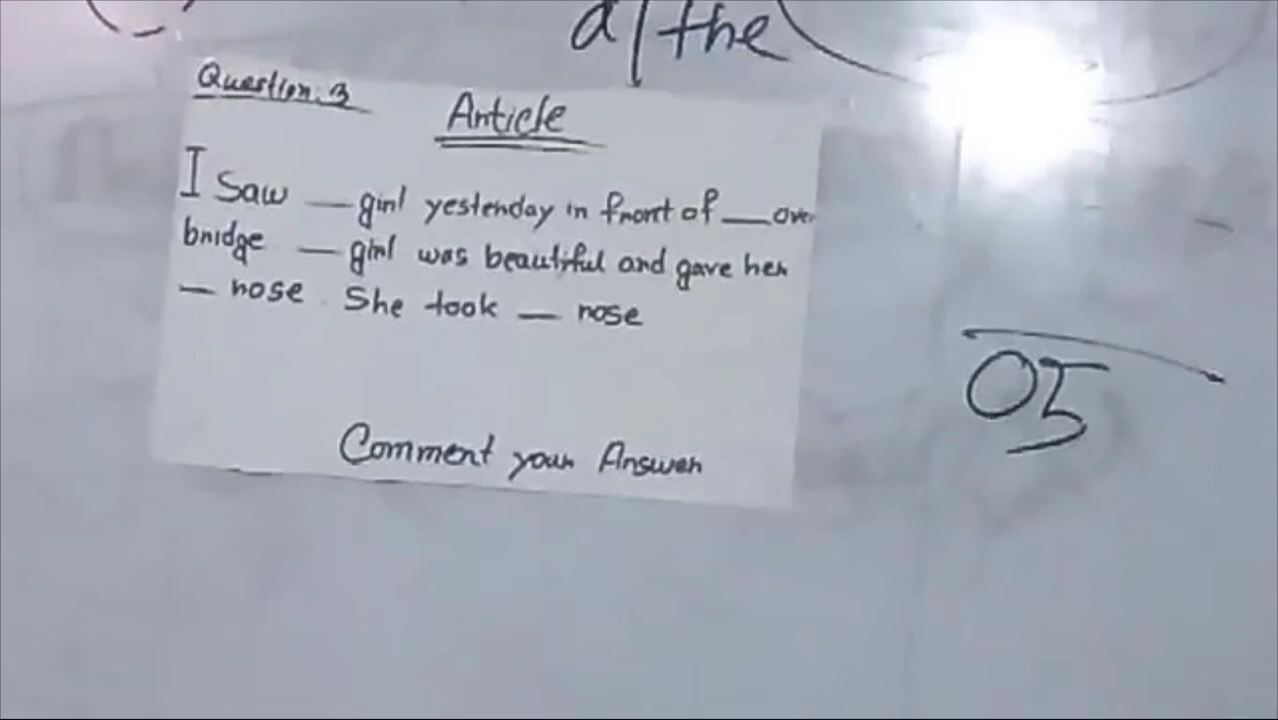 a/the
Question: 3
Article
I saw __ girl yesterday in front of __ over
bridge __ girl was beautiful and gave her
__ rose. She took __ rose
Comment your Answer
05